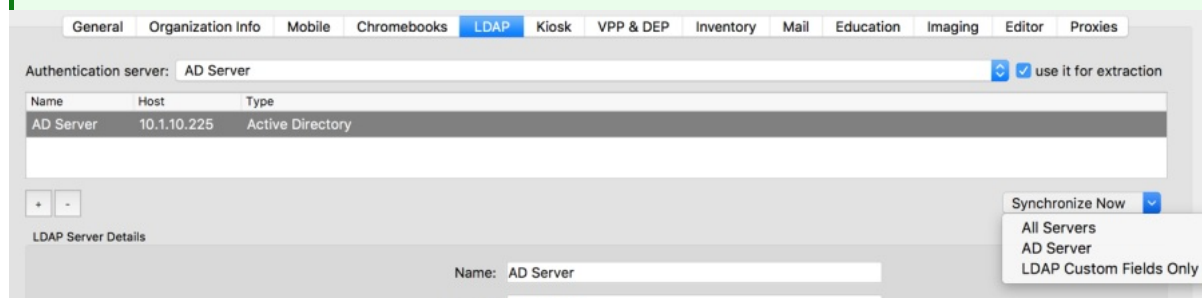 General Organization Info Mobile Chromebooks LDAP Kiosk VPP & DEP Inventory Mail Education Imaging Editor Proxies
Authentication server: AD Server use it for extraction
Name Host Type
AD Server 10.1.10.225 Active Directory
+ - Synchronize Now
All Servers
LDAP Server Details
AD Server
LDAP Custom Fields Only
Name: AD Server